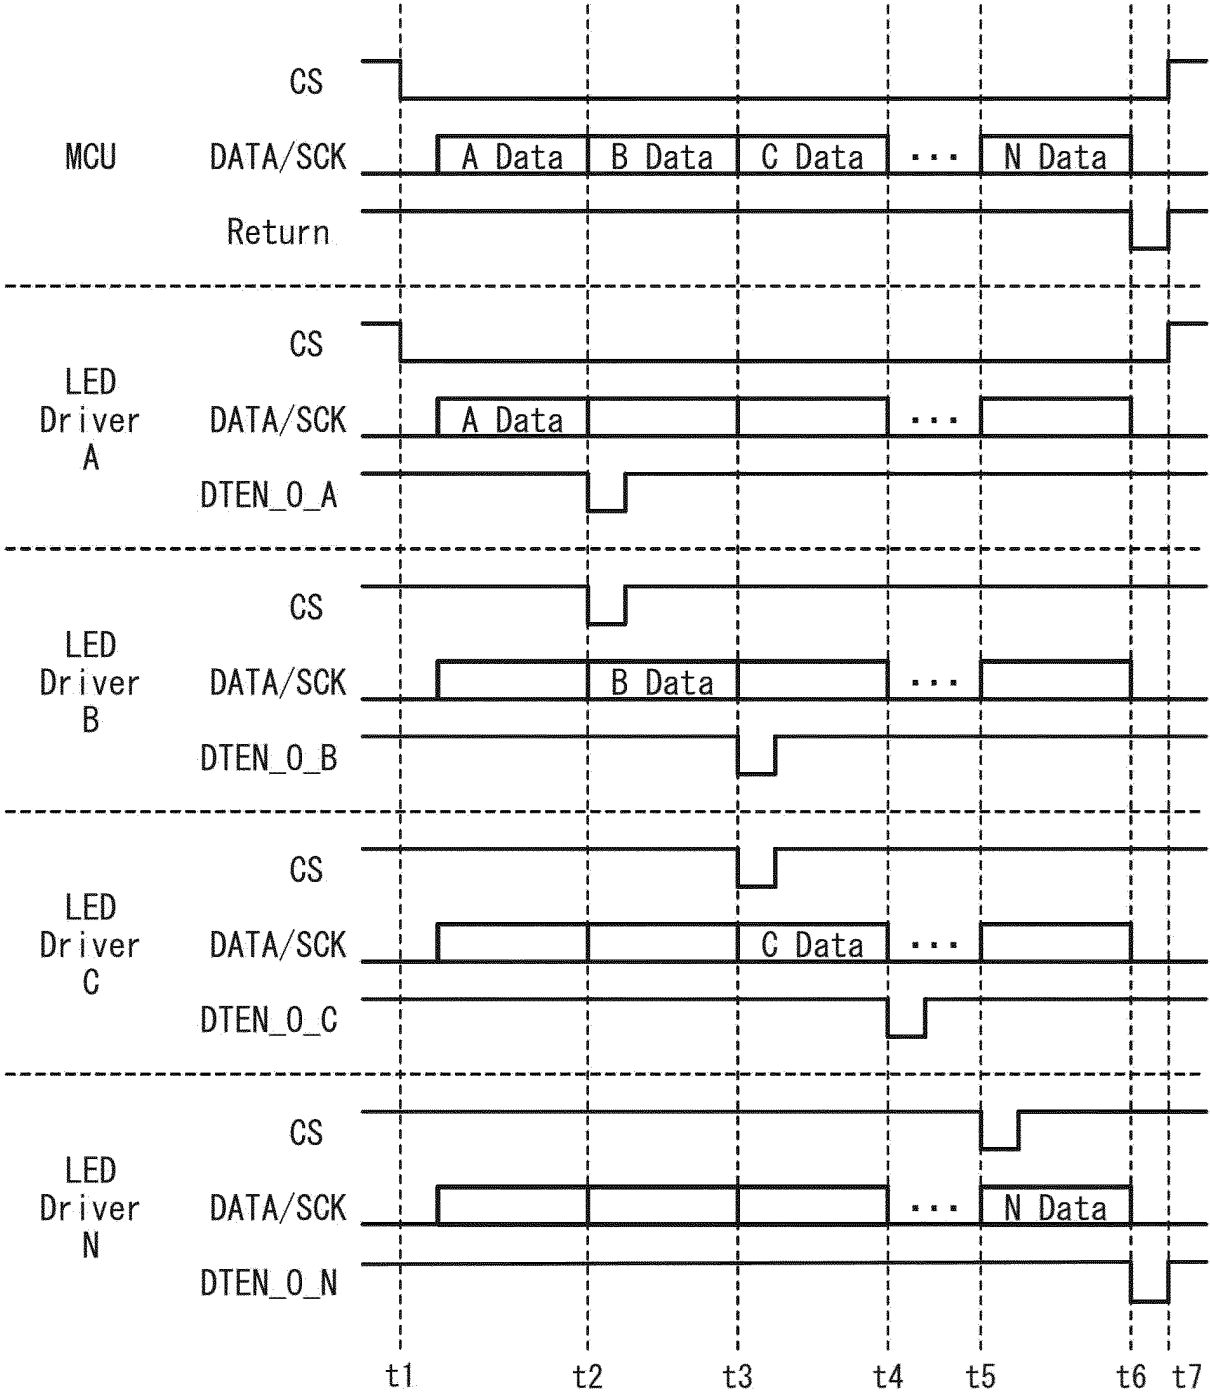 CS
MCU DATA/SCK A Data B Data C Data ... N Data
Return
CS
LED Driver A
DATA/SCK A Data ...
DTEN_O_A
CS
LED Driver B
DATA/SCK B Data ...
DTEN_O_B
CS
LED Driver C
DATA/SCK C Data ...
DTEN_O_C
CS
LED Driver N
DATA/SCK ... N Data
DTEN_O_N
t1 t2 t3 t4 t5 t6 t7